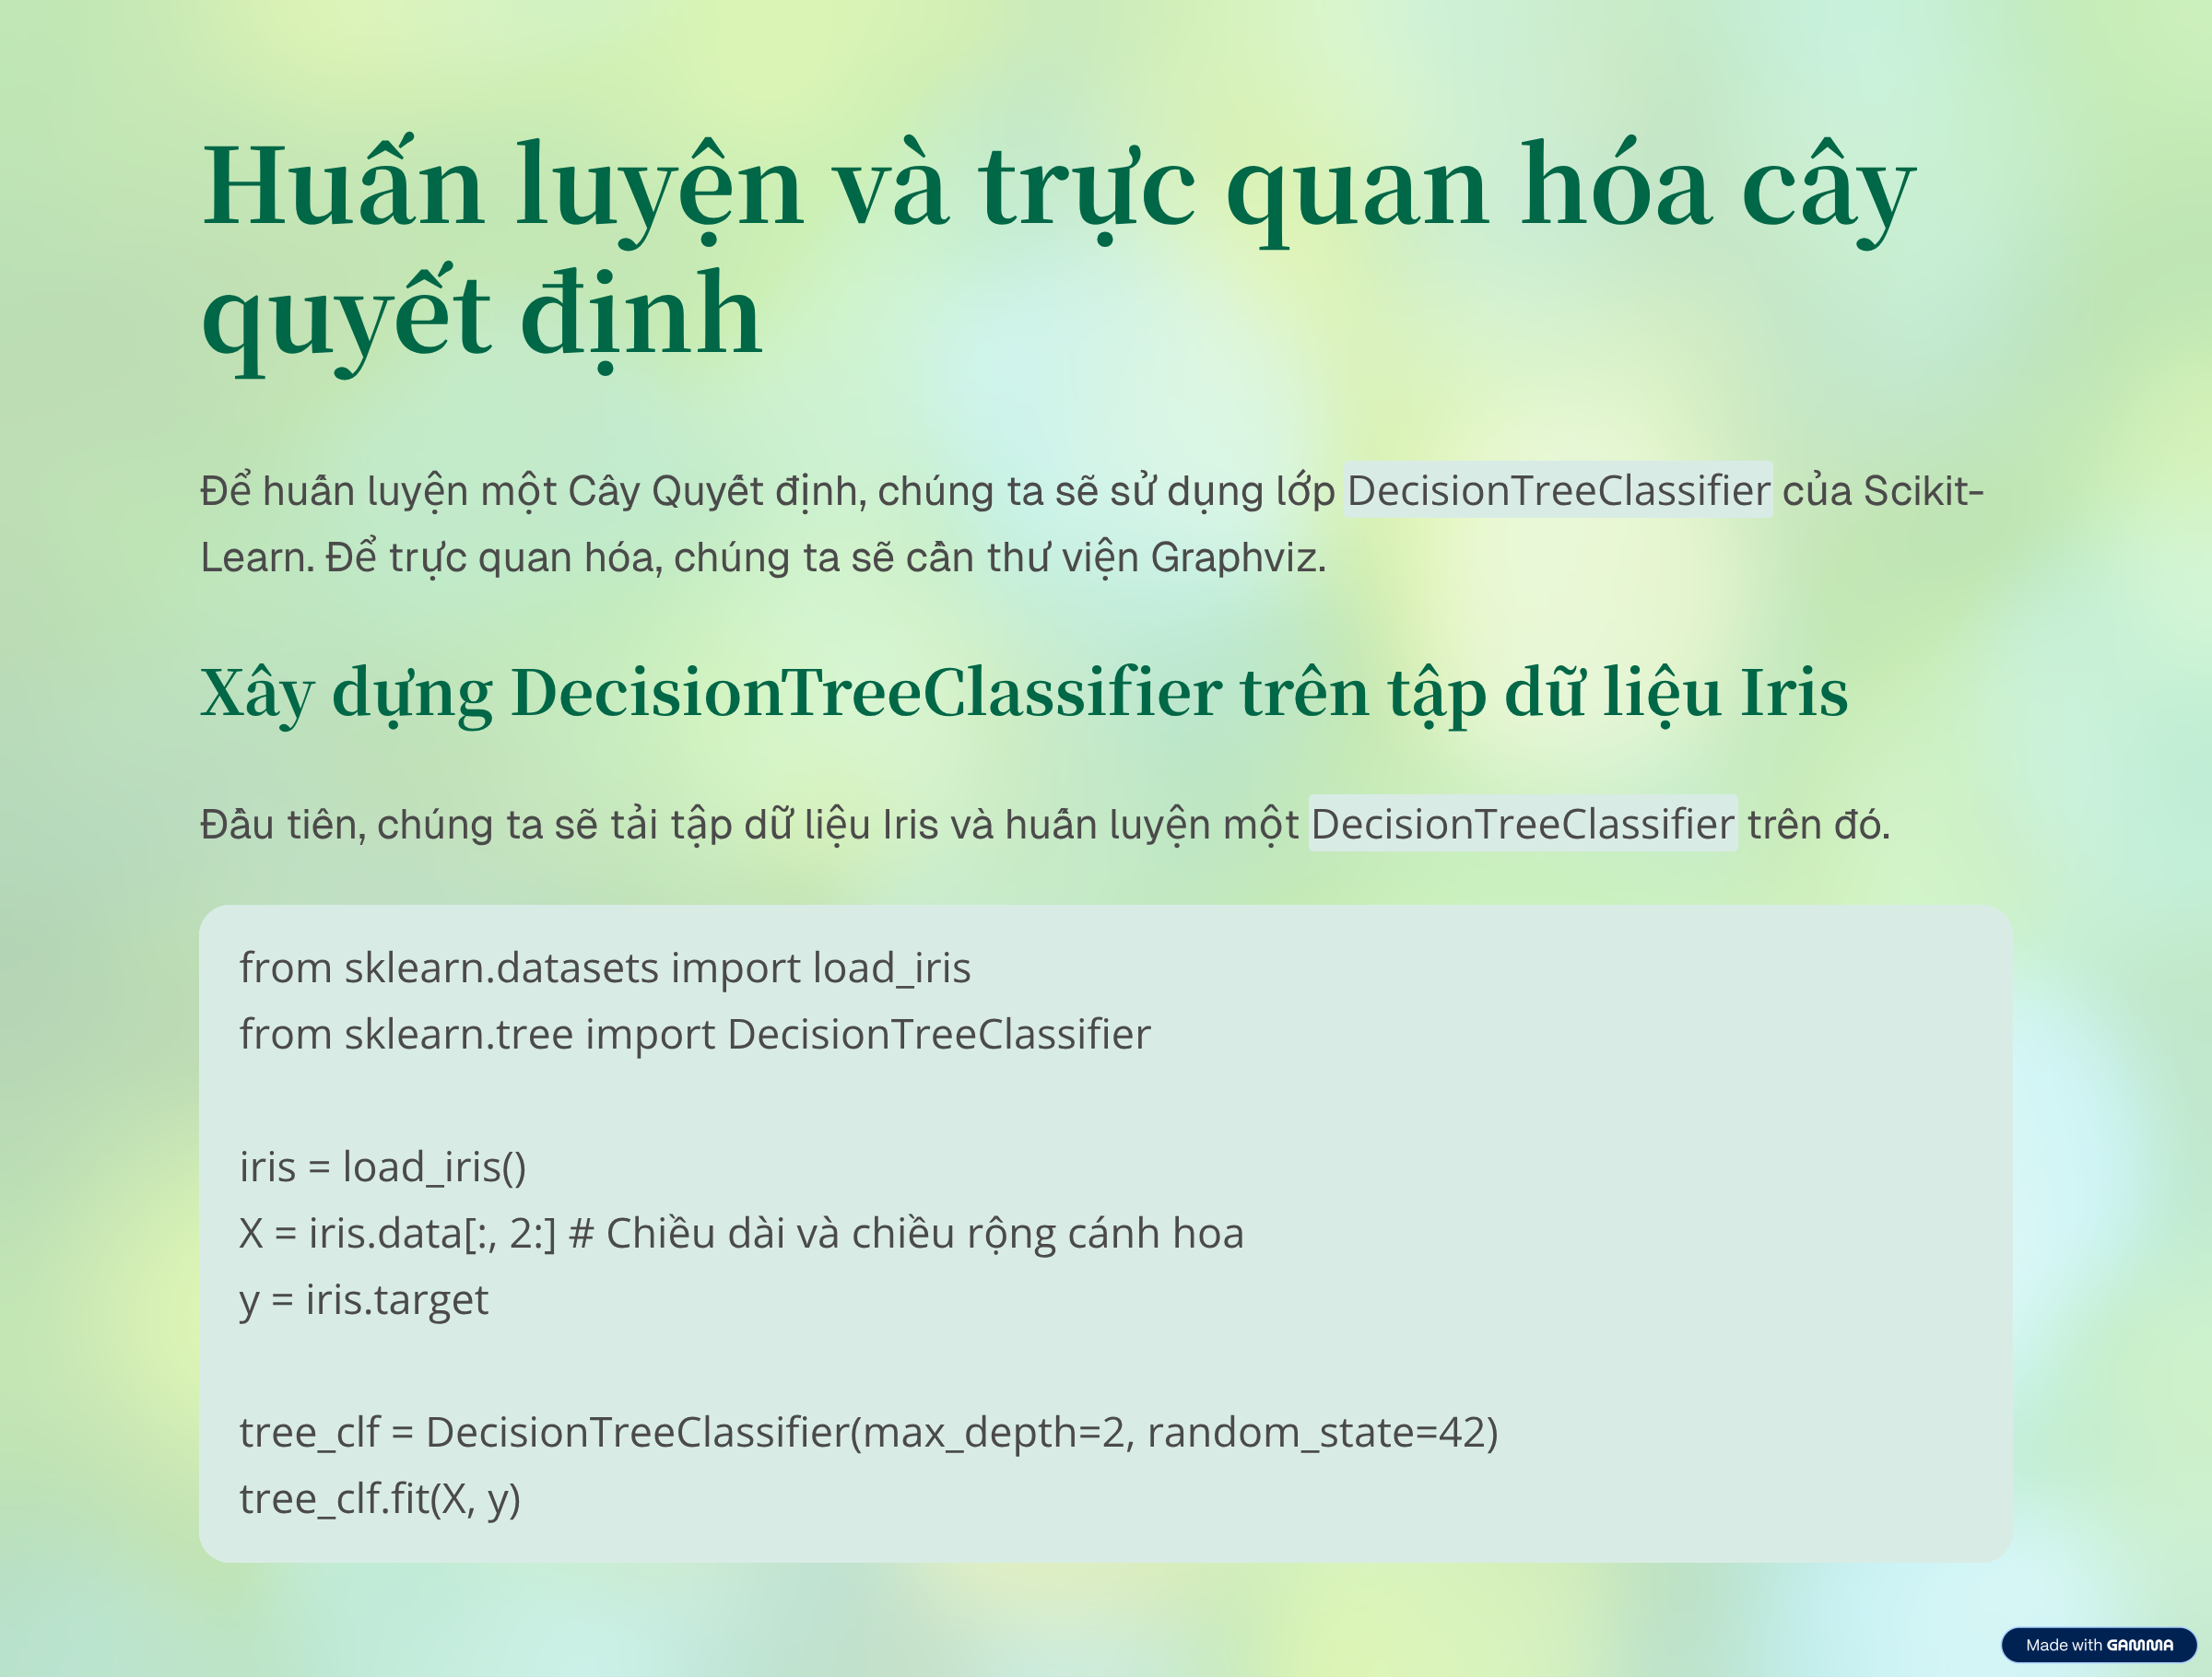 Huấn luyện và trực quan hóa cây
quyết định
Để huấn luyện một Cây Quyết định, chúng ta sẽ sử dụng lớp DecisionTreeClassifier của Scikit-
Learn. Để trực quan hóa, chúng ta sẽ cần thư viện Graphviz.
Xây dựng DecisionTreeClassifier trên tập dữ liệu Iris
Đầu tiên, chúng ta sẽ tải tập dữ liệu Iris và huấn luyện một DecisionTreeClassifier trên đó.
from sklearn.datasets import load_iris
from sklearn.tree import DecisionTreeClassifier
iris = load_iris()
X = iris.data[:, 2:] # Chiều dài và chiều rộng cánh hoa
y = iris.target
tree_clf = DecisionTreeClassifier(max_depth=2, random_state=42)
tree_clf.fit(X, y)
Made with GAMMA